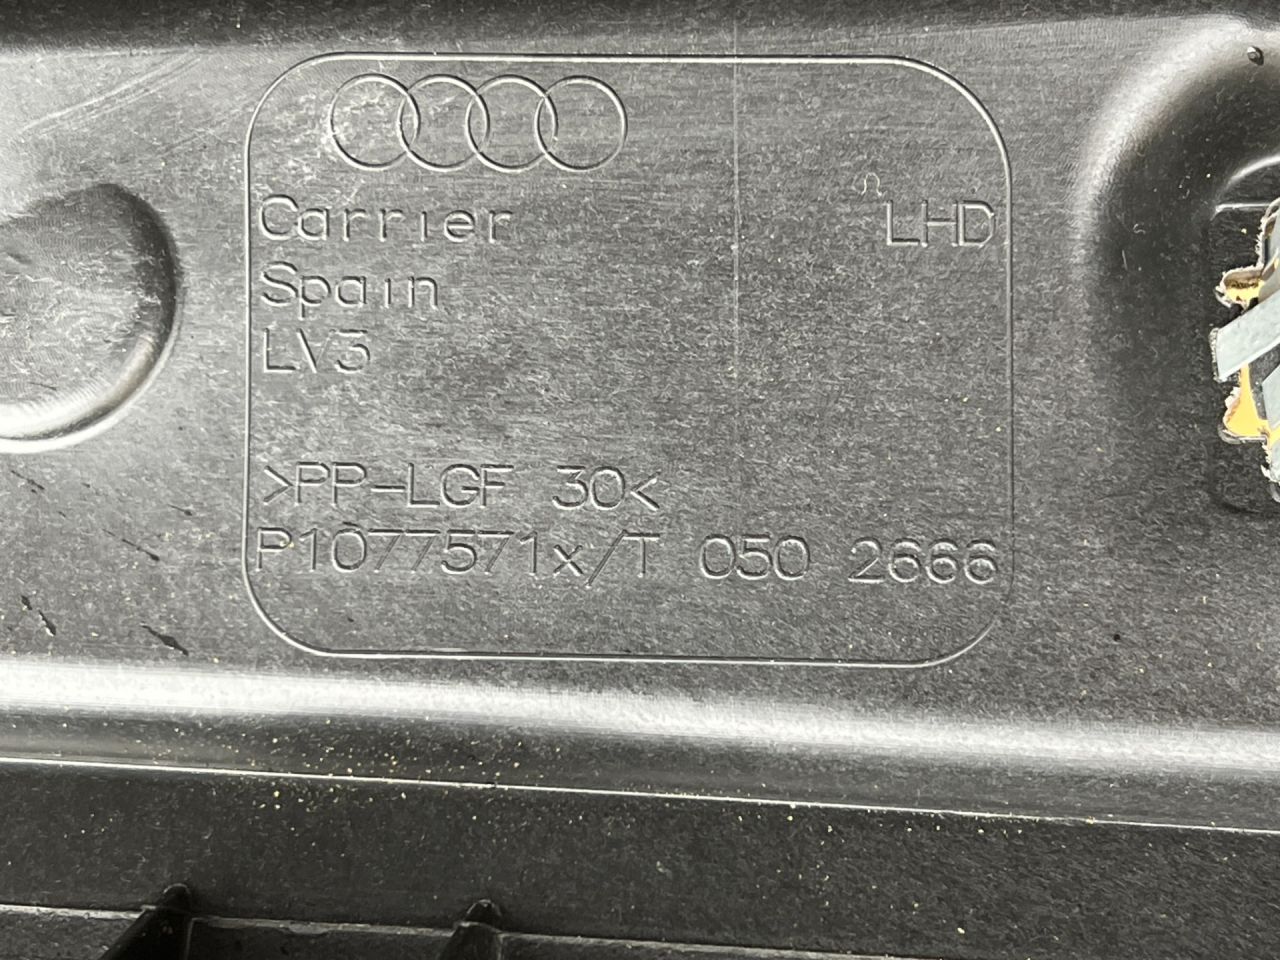 Carrier LHD
Spain
LV3
>PP-LGF 30<
P1077571x/T 050 2666